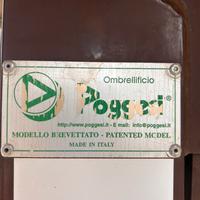 Ombrellificio
Poggesi®
http://www.poggesi.it - E mail: info@poggesi.it
MODELLO BREVETTATO - PATENTED MODEL
MADE IN ITALY